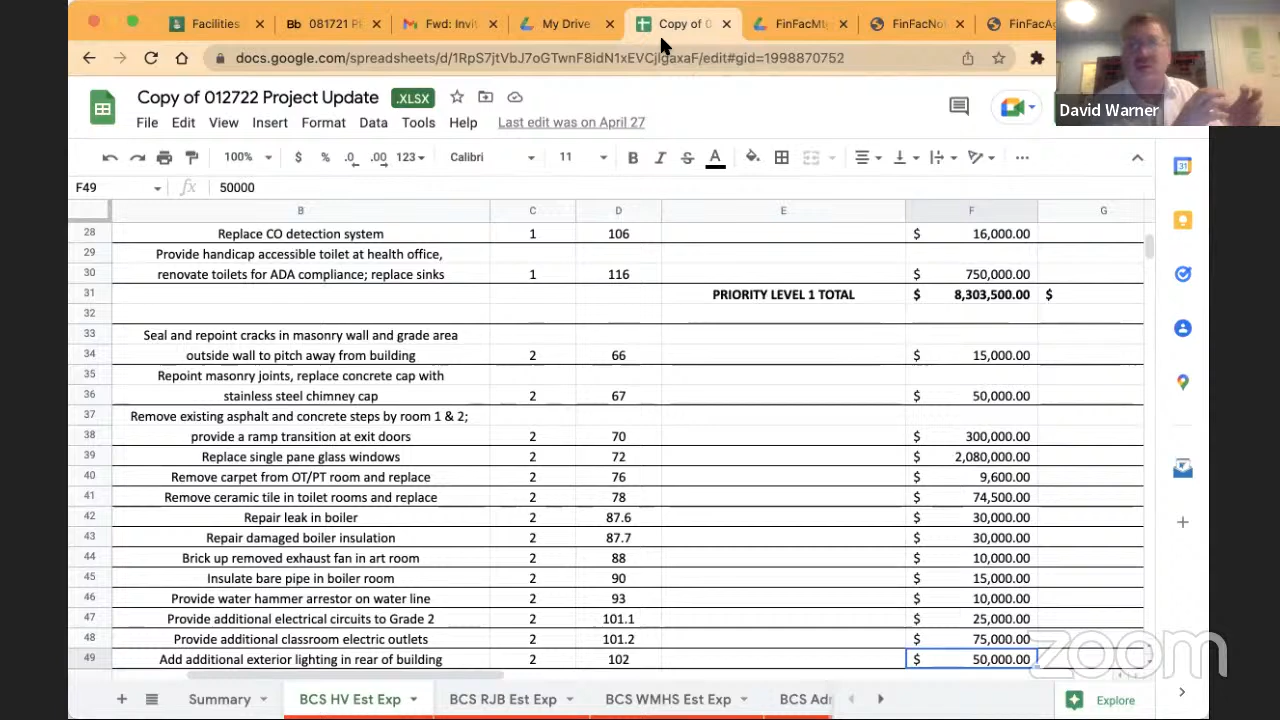 Facilities
Bb 081721 P
Fwd: Invi
My Drive
Copy of 0
FinFacMt
FinFacNo
FinFacA
docs.google.com/spreadsheets/d/1RpS7jtVbJ7oGTwnF8idN1xEVCjlgaxaF/edit#gid=1998870752
David Warner
Copy of 012722 Project Update .XLSX
File Edit View Insert Format Data Tools Help Last edit was on April 27
100% $ % .0 .00 123 Calibri 11 B I S A
F49 fx 50000
B C D E F G
28 Replace CO detection system 1 106 $ 16,000.00
29 Provide handicap accessible toilet at health office,
30 renovate toilets for ADA compliance; replace sinks 1 116 $ 750,000.00
31 PRIORITY LEVEL 1 TOTAL $ 8,303,500.00 $
32
33 Seal and repoint cracks in masonry wall and grade area
34 outside wall to pitch away from building 2 66 $ 15,000.00
35 Repoint masonry joints, replace concrete cap with
36 stainless steel chimney cap 2 67 $ 50,000.00
37 Remove existing asphalt and concrete steps by room 1 & 2;
38 provide a ramp transition at exit doors 2 70 $ 300,000.00
39 Replace single pane glass windows 2 72 $ 2,080,000.00
40 Remove carpet from OT/PT room and replace 2 76 $ 9,600.00
41 Remove ceramic tile in toilet rooms and replace 2 78 $ 74,500.00
42 Repair leak in boiler 2 87.6 $ 30,000.00
43 Repair damaged boiler insulation 2 87.7 $ 30,000.00
44 Brick up removed exhaust fan in art room 2 88 $ 10,000.00
45 Insulate bare pipe in boiler room 2 90 $ 15,000.00
46 Provide water hammer arrestor on water line 2 93 $ 10,000.00
47 Provide additional electrical circuits to Grade 2 2 101.1 $ 25,000.00
48 Provide additional classroom electric outlets 2 101.2 $ 75,000.00
49 Add additional exterior lighting in rear of building 2 102 $ 50,000.00
zoom
Summary BCS HV Est Exp BCS RJB Est Exp BCS WMHS Est Exp BCS Adr Explore